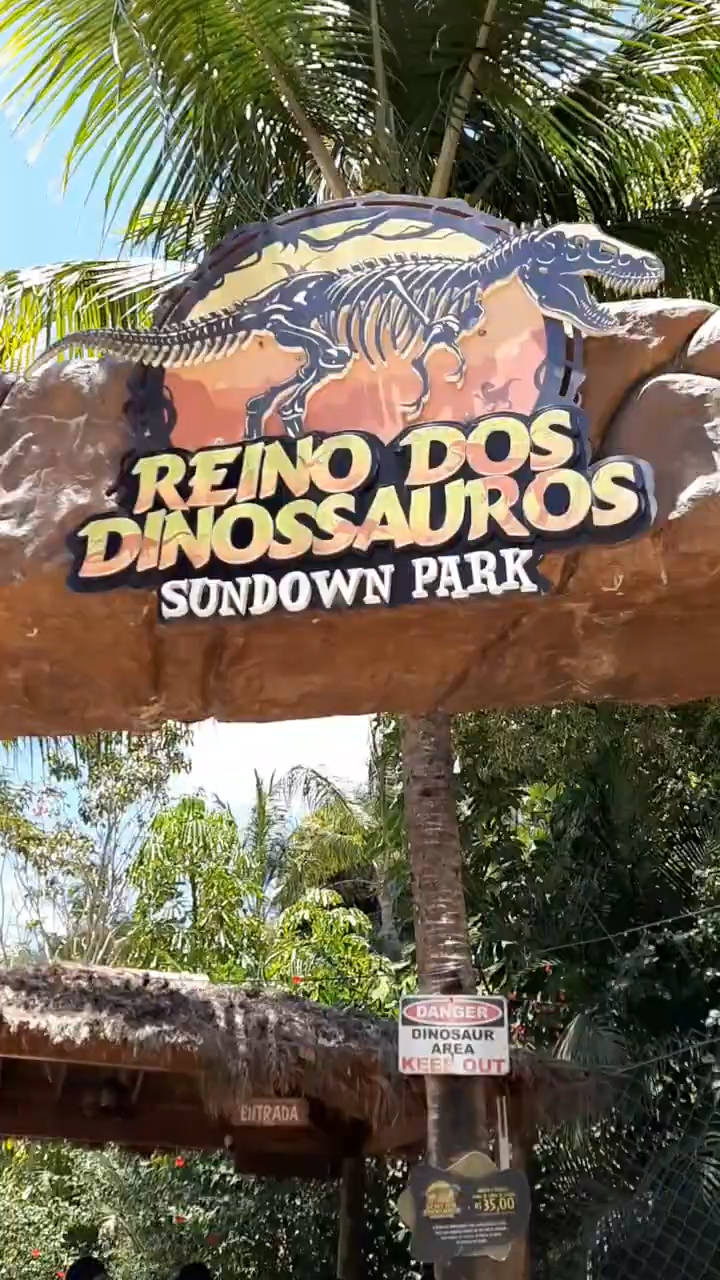 REINO DOS
DINOSSAUROS
SUNDOWN PARK
DANGER
DINOSAUR
AREA
KEEP OUT
ENTRADA
R$35,00